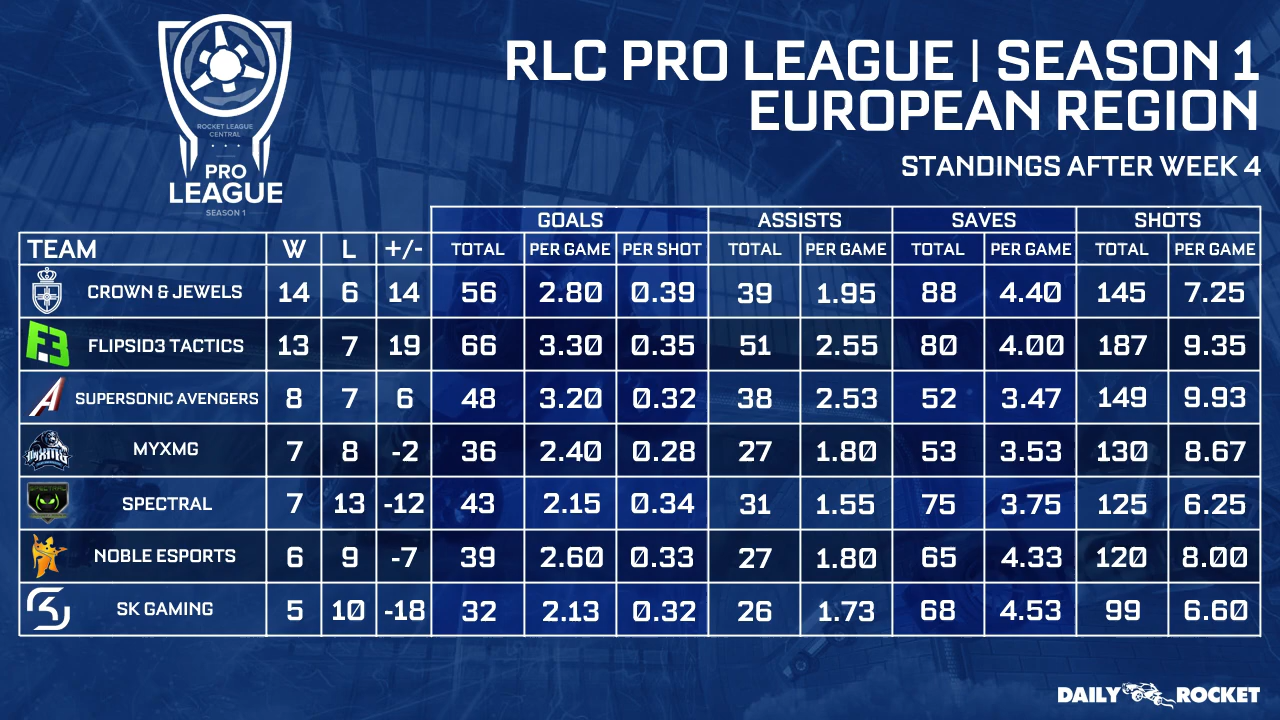 ROCKET LEAGUE
CENTRAL
PRO
LEAGUE
SEASON 1
RLC PRO LEAGUE | SEASON 1
EUROPEAN REGION
STANDINGS AFTER WEEK 4
GOALS ASSISTS SAVES SHOTS
TEAM W L +/- TOTAL PER GAME PER SHOT TOTAL PER GAME TOTAL PER GAME TOTAL PER GAME
CROWN & JEWELS 14 6 14 56 2.80 0.39 39 1.95 88 4.40 145 7.25
F3 FLIPSID3 TACTICS 13 7 19 66 3.30 0.35 51 2.55 80 4.00 187 9.35
A SUPERSONIC AVENGERS 8 7 6 48 3.20 0.32 38 2.53 52 3.47 149 9.93
MYXMG 7 8 -2 36 2.40 0.28 27 1.80 53 3.53 130 8.67
SPECTRAL 7 13 -12 43 2.15 0.34 31 1.55 75 3.75 125 6.25
NOBLE ESPORTS 6 9 -7 39 2.60 0.33 27 1.80 65 4.33 120 8.00
SK GAMING 5 10 -18 32 2.13 0.32 26 1.73 68 4.53 99 6.60
DAILY ROCKET